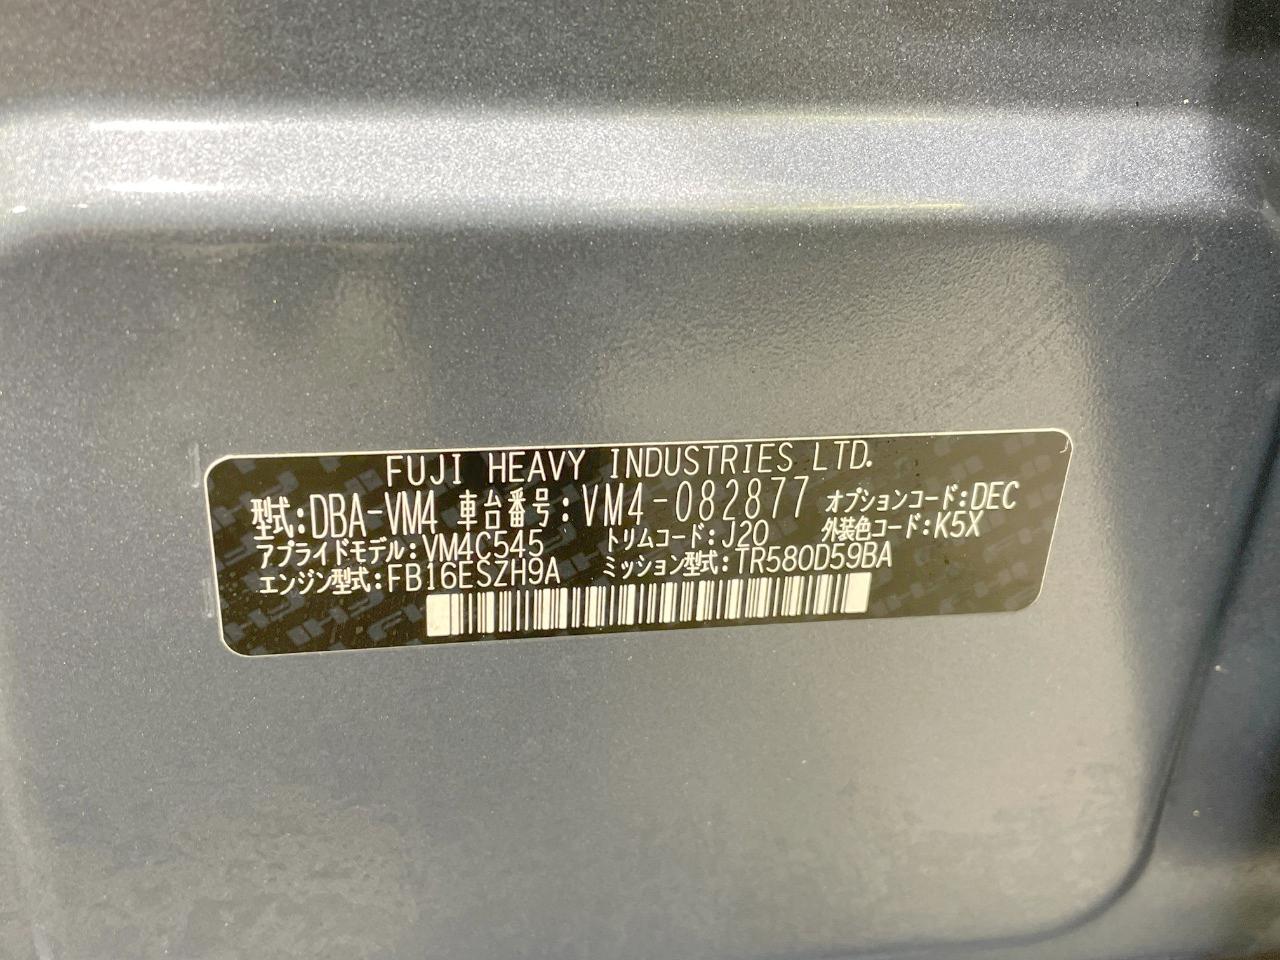 FUJI HEAVY INDUSTRIES LTD.
型式:DBA-VM4 車台番号:VM4-082877 オプションコード:DEC
アプライドモデル:VM4C545 トリムコード:J20 外装色コード:K5X
エンジン型式:FB16ESZH9A ミッション型式:TR580D59BA